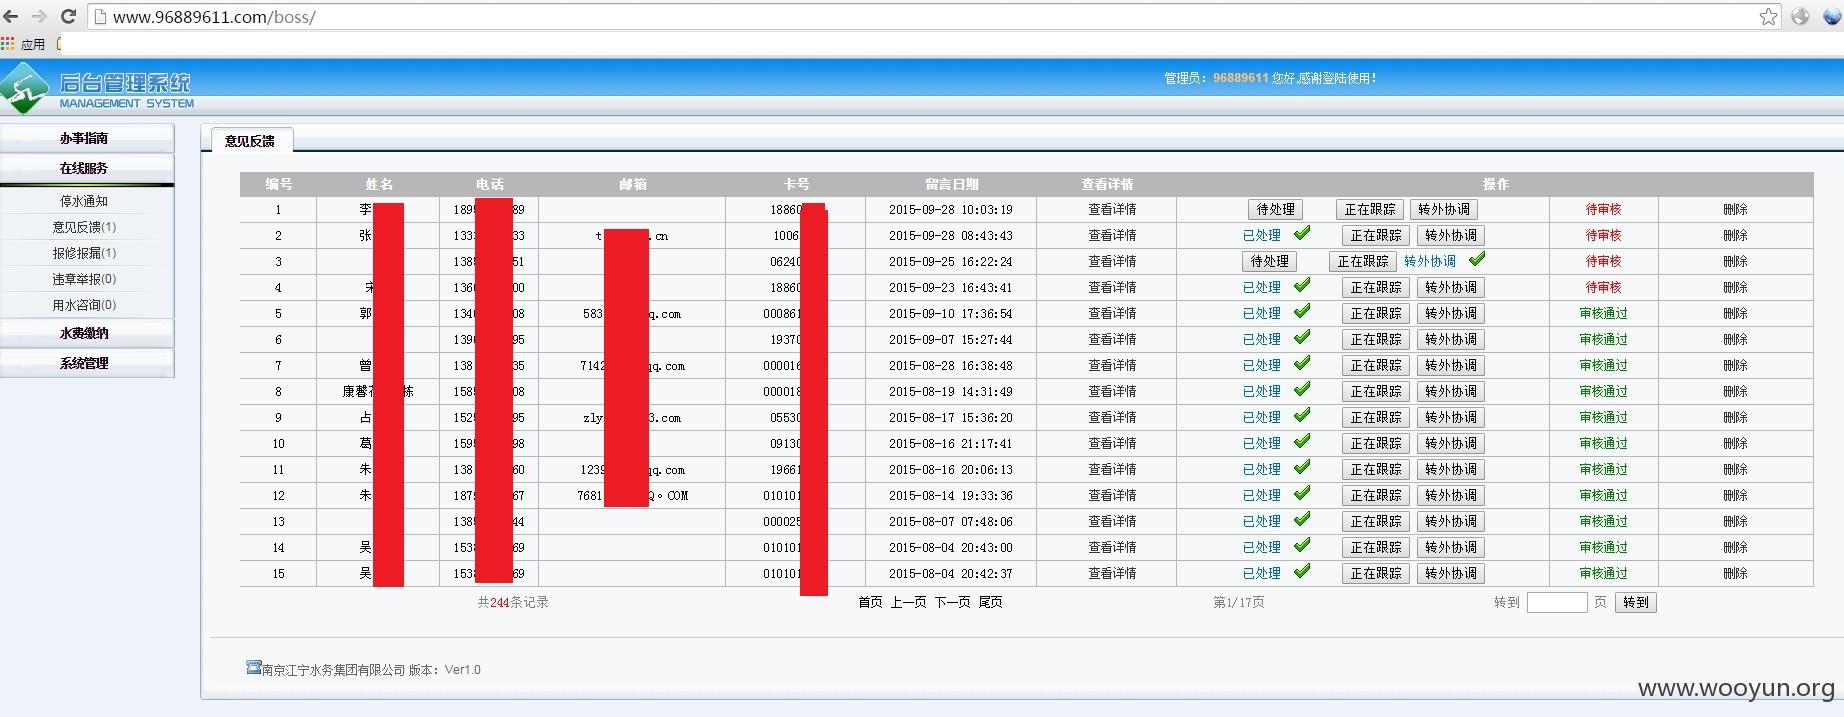 www.96889611.com/boss/
应用
后台管理系统
MANAGEMENT SYSTEM
管理员：96889611 您好,感谢登陆使用!
办事指南
在线服务
停水通知
意见反馈(1)
报修报漏(1)
违章举报(0)
用水咨询(0)
水费缴纳
系统管理
意见反馈
编号 姓名 电话 邮箱 卡号 留言日期 查看详情 操作
1 李 189 89 18860 2015-09-28 10:03:19 查看详情 待处理 正在跟踪 转外协调 待审核 删除
2 张 133 33 t .cn 1006 2015-09-28 08:43:43 查看详情 已处理 正在跟踪 转外协调 待审核 删除
3 138 51 0624 2015-09-25 16:22:24 查看详情 待处理 正在跟踪 转外协调 待审核 删除
4 宋 136 00 18860 2015-09-23 16:43:41 查看详情 已处理 正在跟踪 转外协调 待审核 删除
5 郭 134 08 583 q.com 000861 2015-09-10 17:36:54 查看详情 已处理 正在跟踪 转外协调 审核通过 删除
6 139 95 19370 2015-09-07 15:27:44 查看详情 已处理 正在跟踪 转外协调 审核通过 删除
7 曾 138 35 7142 qq.com 000016 2015-08-28 16:38:48 查看详情 已处理 正在跟踪 转外协调 审核通过 删除
8 康馨 栋 158 08 000018 2015-08-19 14:31:49 查看详情 已处理 正在跟踪 转外协调 审核通过 删除
9 占 152 95 zly 3.com 05530 2015-08-17 15:36:20 查看详情 已处理 正在跟踪 转外协调 审核通过 删除
10 葛 159 98 09130 2015-08-16 21:17:41 查看详情 已处理 正在跟踪 转外协调 审核通过 删除
11 朱 138 60 1239 qq.com 19661 2015-08-16 20:06:13 查看详情 已处理 正在跟踪 转外协调 审核通过 删除
12 朱 187 67 7681 Q。COM 010101 2015-08-14 19:33:36 查看详情 已处理 正在跟踪 转外协调 审核通过 删除
13 138 44 000025 2015-08-07 07:48:06 查看详情 已处理 正在跟踪 转外协调 审核通过 删除
14 吴 153 69 010101 2015-08-04 20:43:00 查看详情 已处理 正在跟踪 转外协调 审核通过 删除
15 吴 153 69 010101 2015-08-04 20:42:37 查看详情 已处理 正在跟踪 转外协调 审核通过 删除
共244条记录 首页 上一页 下一页 尾页 第1/17页 转到 页 转到
南京江宁水务集团有限公司 版本：Ver1.0
www.wooyun.org